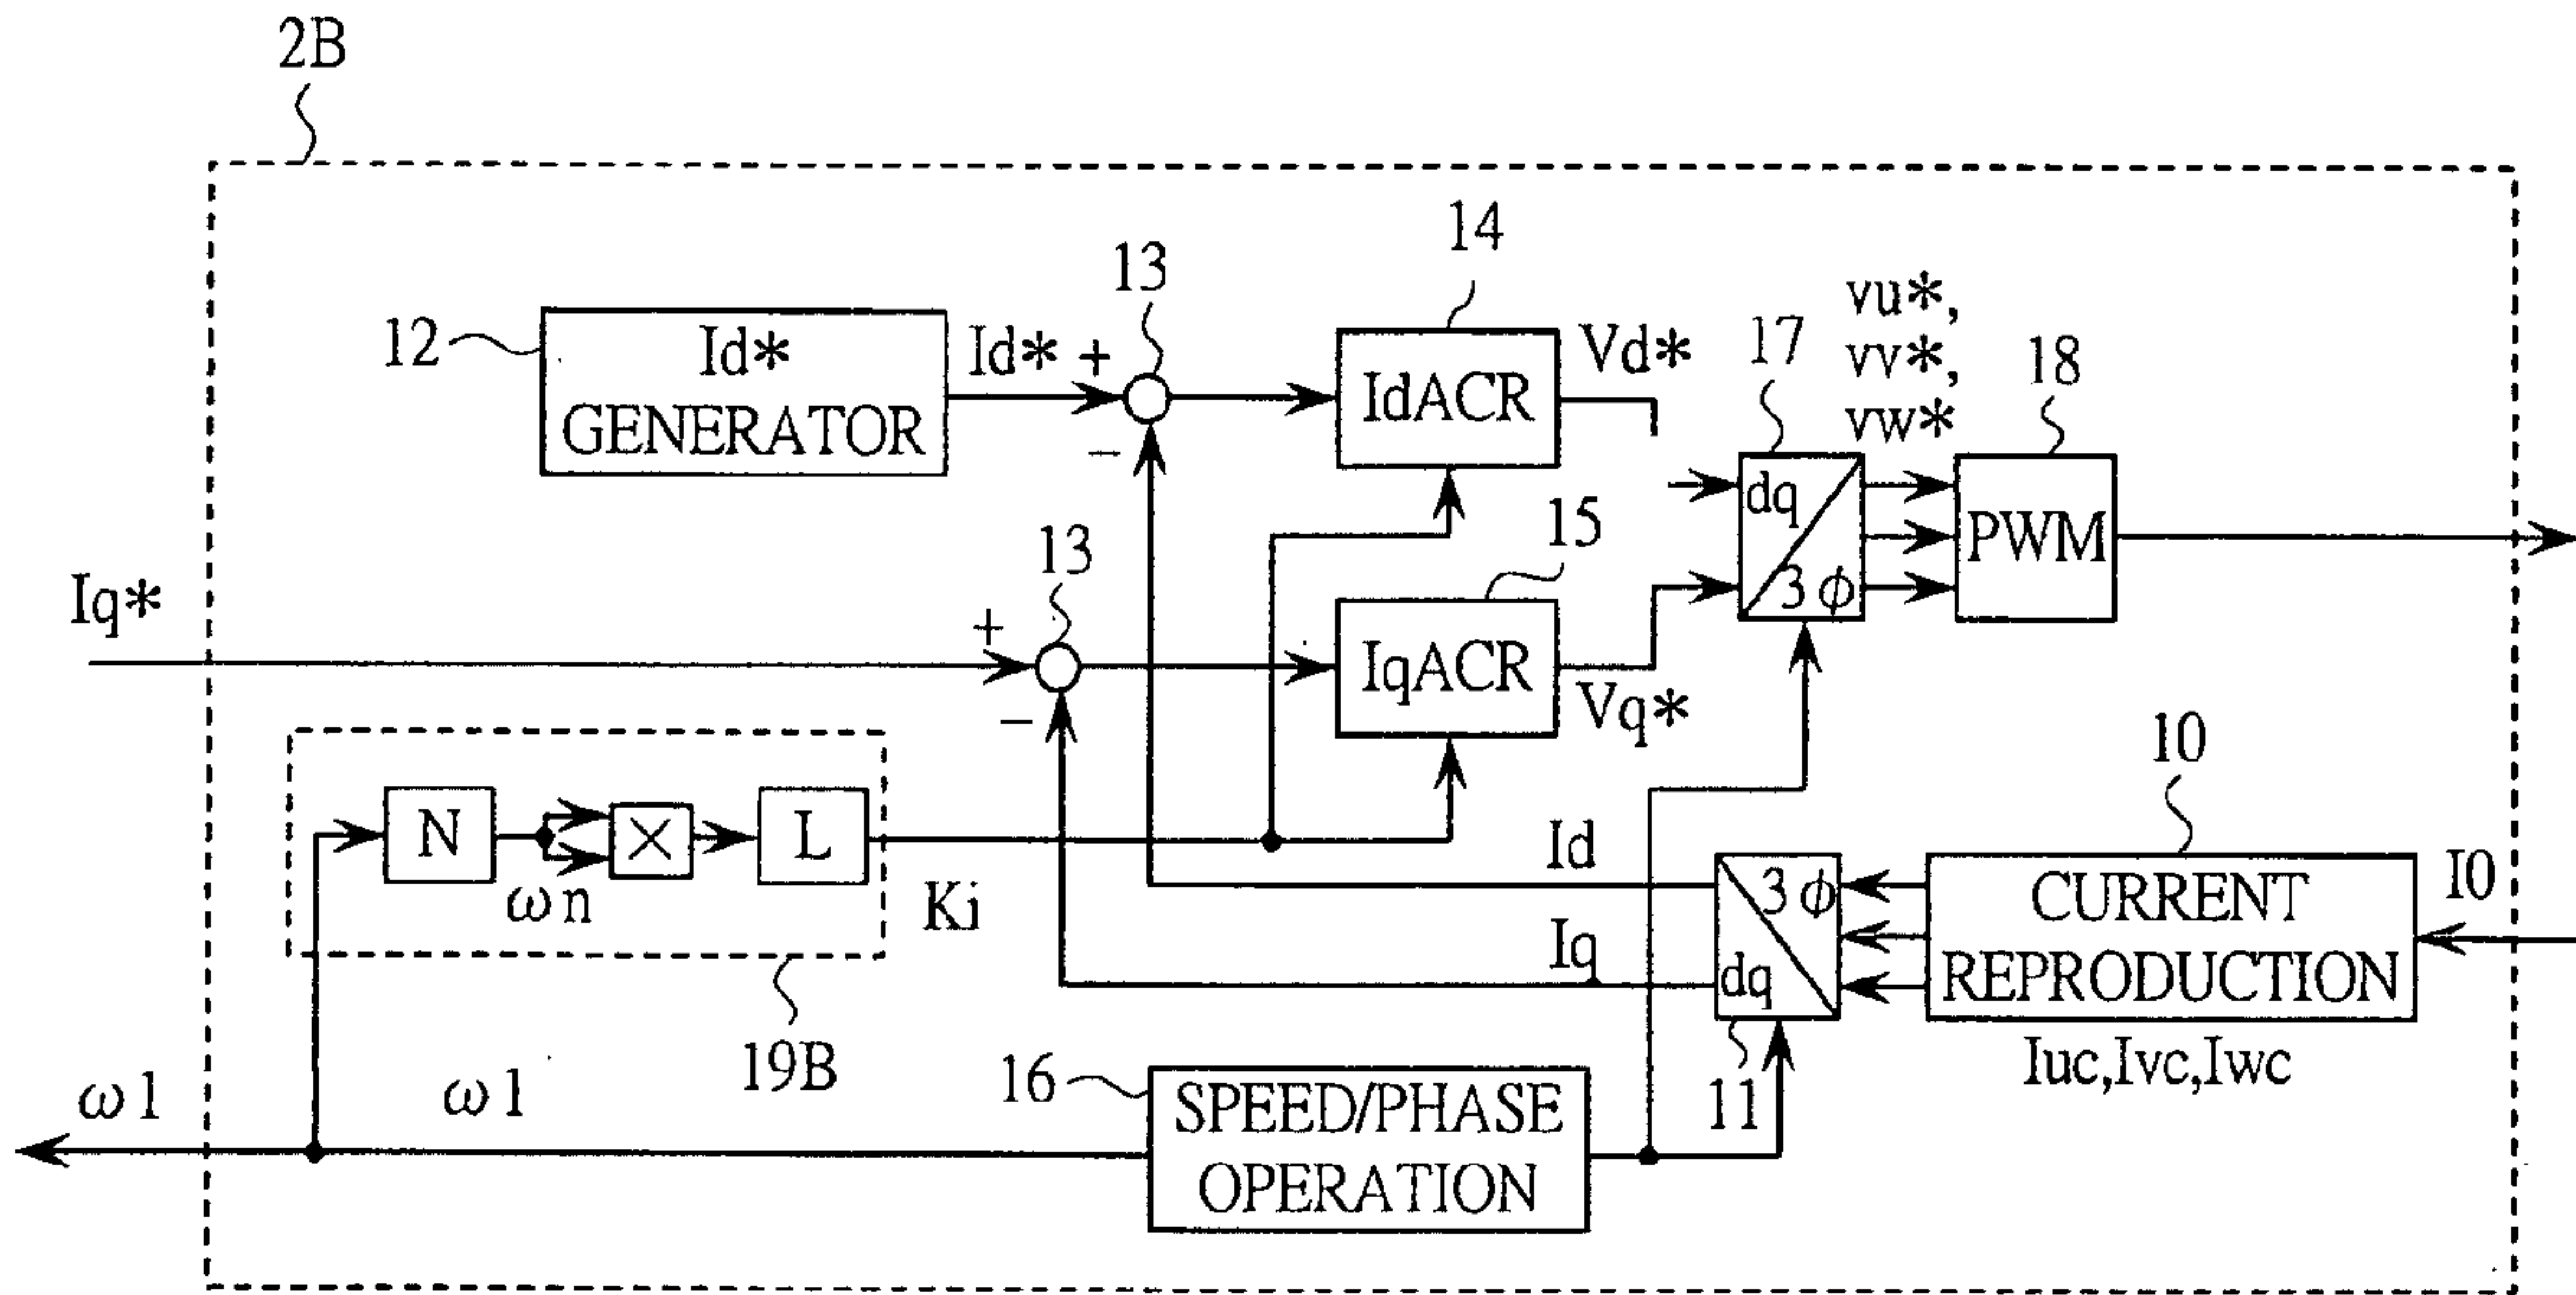 2B
14
13
vu*,
vv*,
vw*
12
Id*
GENERATOR
Id*
+
−
IdACR
Vd*
17
18
dq
3φ
PWM
13
15
Iq*
+
−
IqACR
Vq*
10
N
ωn
×
L
Ki
Id
Iq
3φ
dq
CURRENT
REPRODUCTION
I0
Iuc,Ivc,Iwc
19B
11
16
SPEED/PHASE
OPERATION
ω1
ω1